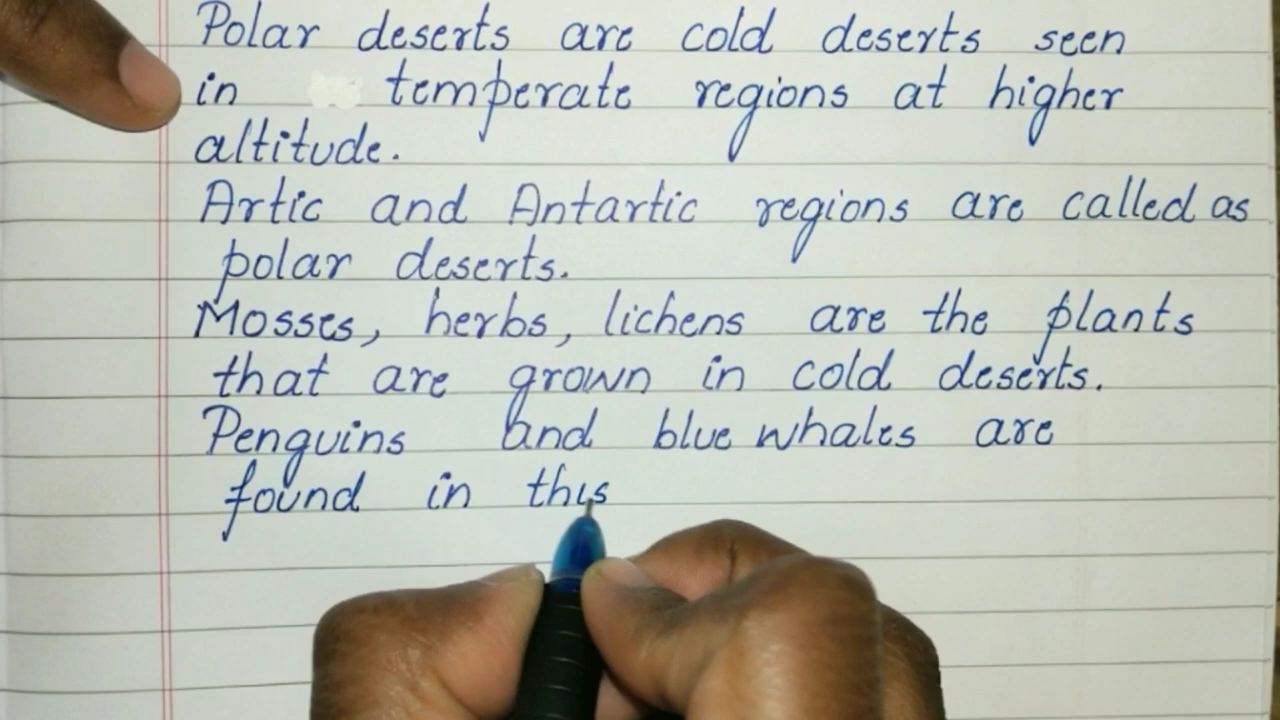 Polar deserts are cold deserts seen
in temperate regions at higher
altitude.
Artic and Antartic regions are called as
polar deserts.
Mosses, herbs, lichens are the plants
that are grown in cold deserts.
Penguins and blue whales are
found in this